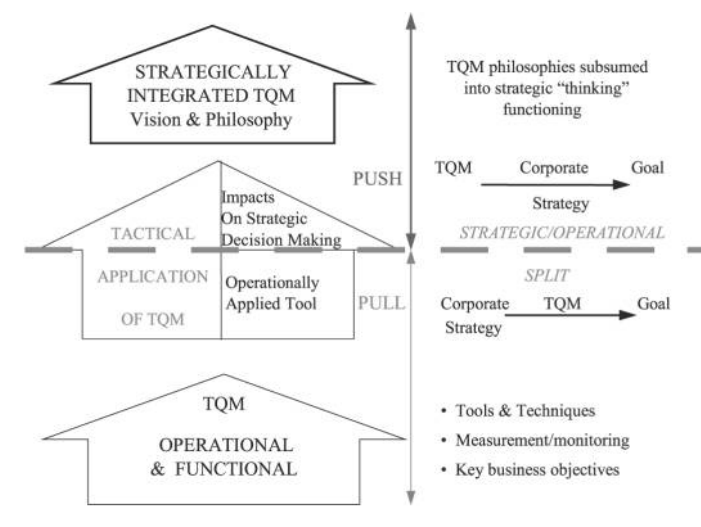 STRATEGICALLY
INTEGRATED TQM
Vision & Philosophy
TQM philosophies subsumed
into strategic “thinking”
functioning
PUSH
TQM
Corporate
Goal
Strategy
Impacts
On Strategic
Decision Making
TACTICAL
STRATEGIC/OPERATIONAL
APPLICATION
OF TQM
Operationally
Applied Tool
SPLIT
PULL
Corporate
Strategy
TQM
Goal
TQM
OPERATIONAL
& FUNCTIONAL
• Tools & Techniques
• Measurement/monitoring
• Key business objectives